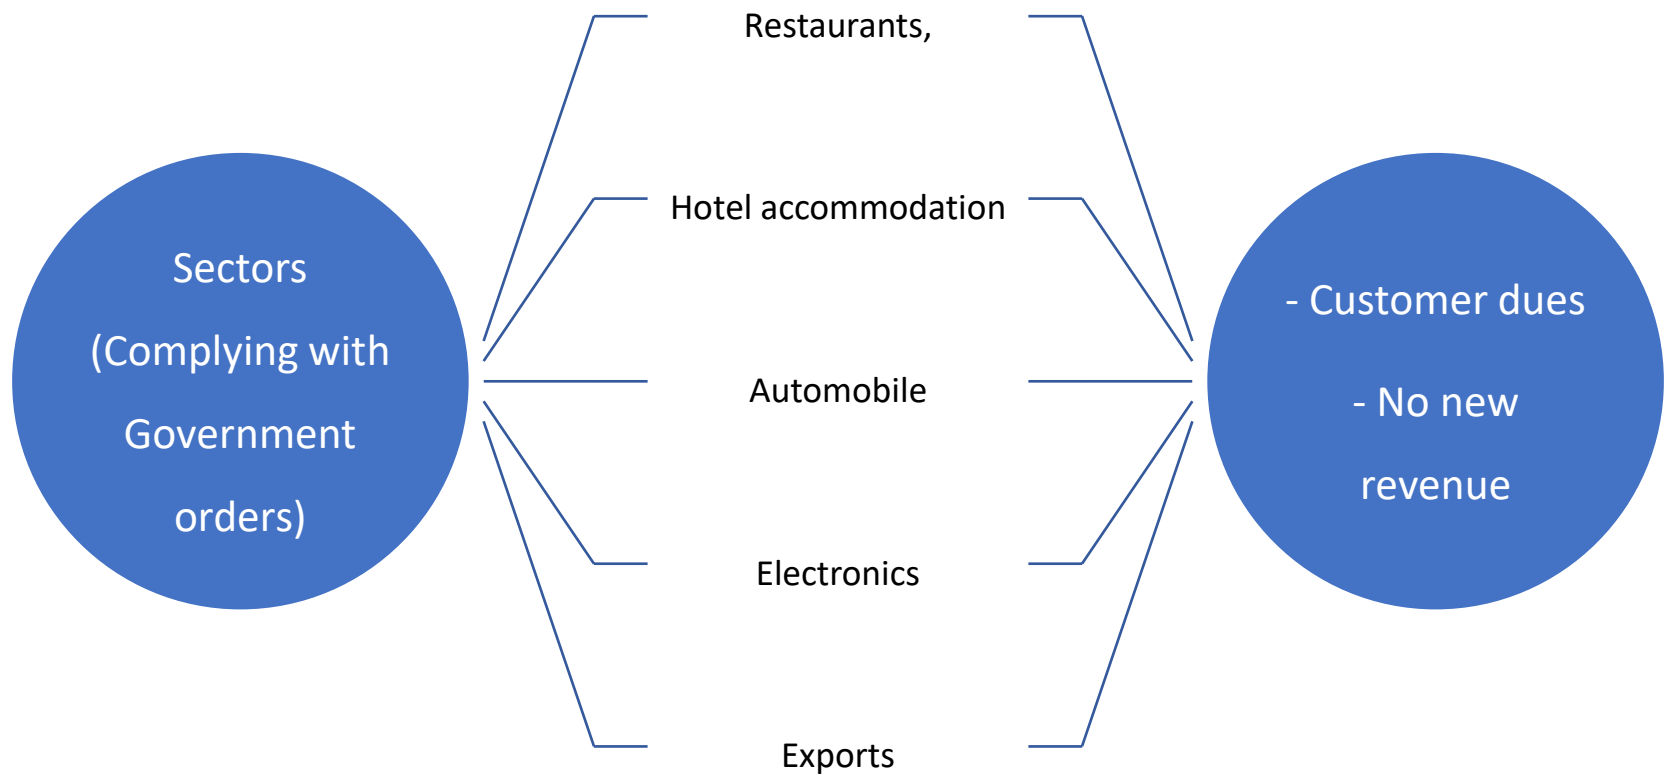 Sectors
(Complying with
Government
orders)
Restaurants,
Hotel accommodation
Automobile
Electronics
Exports
- Customer dues
- No new
revenue